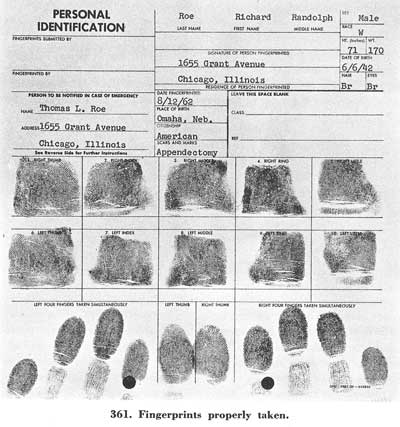 PERSONAL IDENTIFICATION
Roe Richard Randolph
LAST NAME FIRST NAME MIDDLE NAME
SEX
Male
RACE
W
FINGERPRINTS SUBMITTED BY
SIGNATURE OF PERSON FINGERPRINTED
HT. (Inches) WT.
71 170
1655 Grant Avenue
DATE OF BIRTH
6/6/42
FINGERPRINTED BY
Chicago, Illinois
HAIR EYES
RESIDENCE OF PERSON FINGERPRINTED
Br Br
PERSON TO BE NOTIFIED IN CASE OF EMERGENCY
DATE FINGERPRINTED
8/12/62
LEAVE THIS SPACE BLANK
NAME Thomas L. Roe
PLACE OF BIRTH
Omaha, Neb.
CLASS
ADDRESS 1655 Grant Avenue
CITIZENSHIP
American
REF
Chicago, Illinois
SCARS AND MARKS
See Reverse Side for Further Instructions
Appendectomy
1. RIGHT THUMB 2. RIGHT INDEX 3. RIGHT MIDDLE 4. RIGHT RING
6. LEFT THUMB 7. LEFT INDEX 8. LEFT MIDDLE 9. LEFT RING 10. LEFT LITTLE
LEFT FOUR FINGERS TAKEN SIMULTANEOUSLY LEFT THUMB RIGHT THUMB RIGHT FOUR FINGERS TAKEN SIMULTANEOUSLY
361. Fingerprints properly taken.